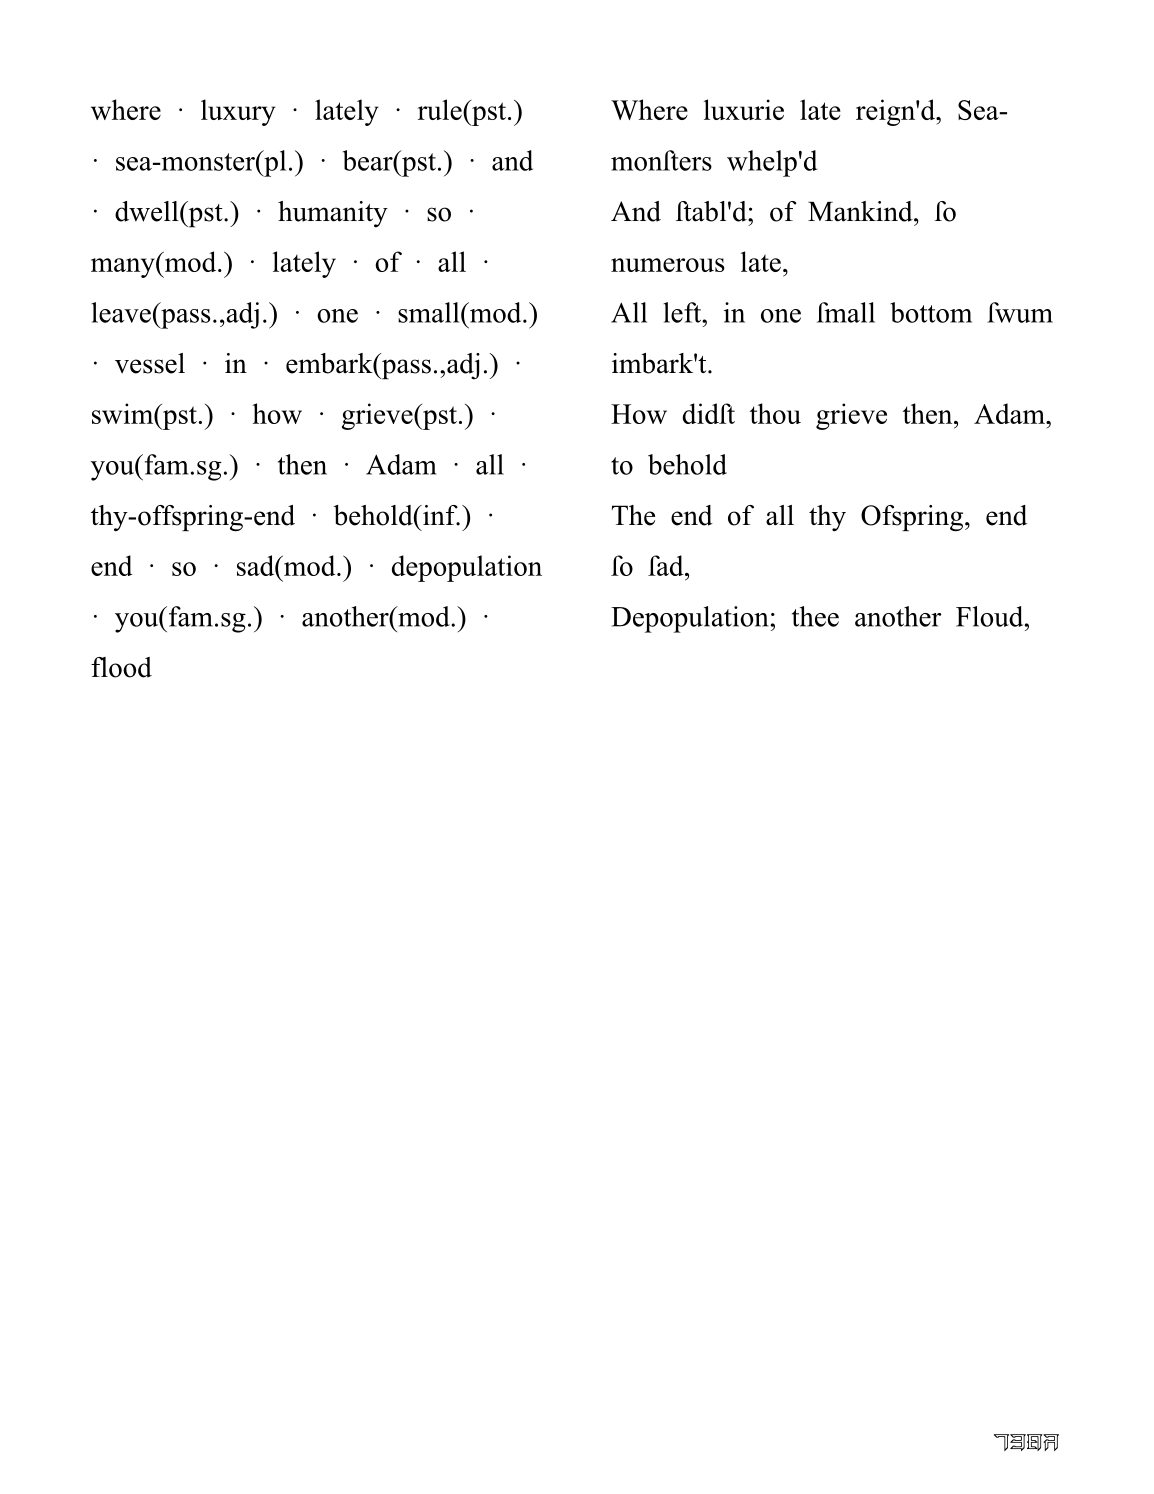 where · luxury · lately · rule(pst.)
· sea-monster(pl.) · bear(pst.) · and
· dwell(pst.) · humanity · so ·
many(mod.) · lately · of · all ·
leave(pass.,adj.) · one · small(mod.)
· vessel · in · embark(pass.,adj.) ·
swim(pst.) · how · grieve(pst.) ·
you(fam.sg.) · then · Adam · all ·
thy-offspring-end · behold(inf.) ·
end · so · sad(mod.) · depopulation
· you(fam.sg.) · another(mod.) ·
flood
Where luxurie late reign'd, Sea-
monſters whelp'd
And ſtabl'd; of Mankind, ſo
numerous late,
All left, in one ſmall bottom ſwum
imbark't.
How didſt thou grieve then, Adam,
to behold
The end of all thy Ofspring, end
ſo ſad,
Depopulation; thee another Floud,